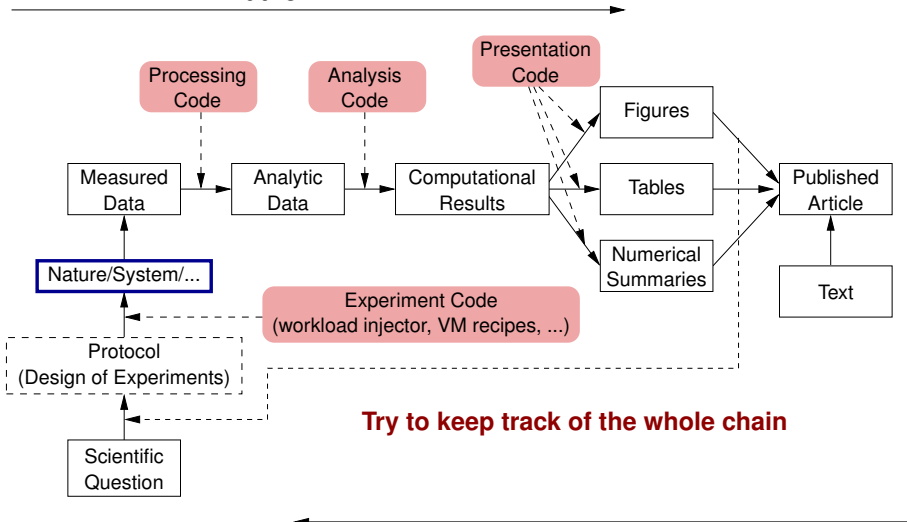 Processing
Code
Analysis
Code
Presentation
Code
Figures
Measured
Data
Analytic
Data
Computational
Results
Tables
Published
Article
Numerical
Summaries
Nature/System/...
Text
Experiment Code
(workload injector, VM recipes, ...)
Protocol
(Design of Experiments)
Try to keep track of the whole chain
Scientific
Question